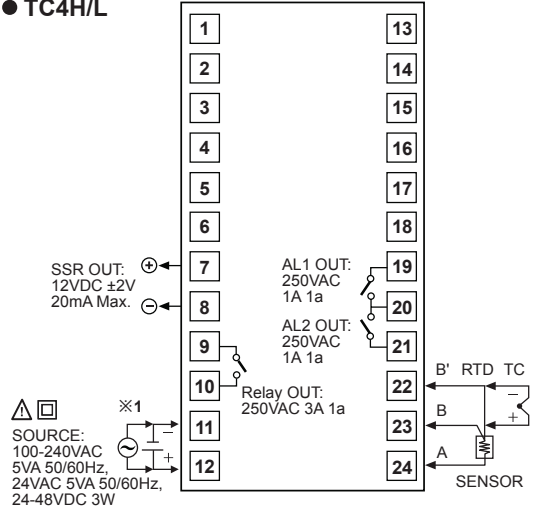 ● TC4H/L
1
13
2
14
3
15
4
16
5
17
6
18
SSR OUT:
12VDC ±2V
20mA Max.
+
−
7
8
AL1 OUT:
250VAC
1A 1a
19
20
AL2 OUT:
250VAC
1A 1a
21
9
10
Relay OUT:
250VAC 3A 1a
22
B' RTD TC
−
+
23
B
24
A
SENSOR
※1
−
+
11
12
SOURCE:
100-240VAC
5VA 50/60Hz,
24VAC 5VA 50/60Hz,
24-48VDC 3W